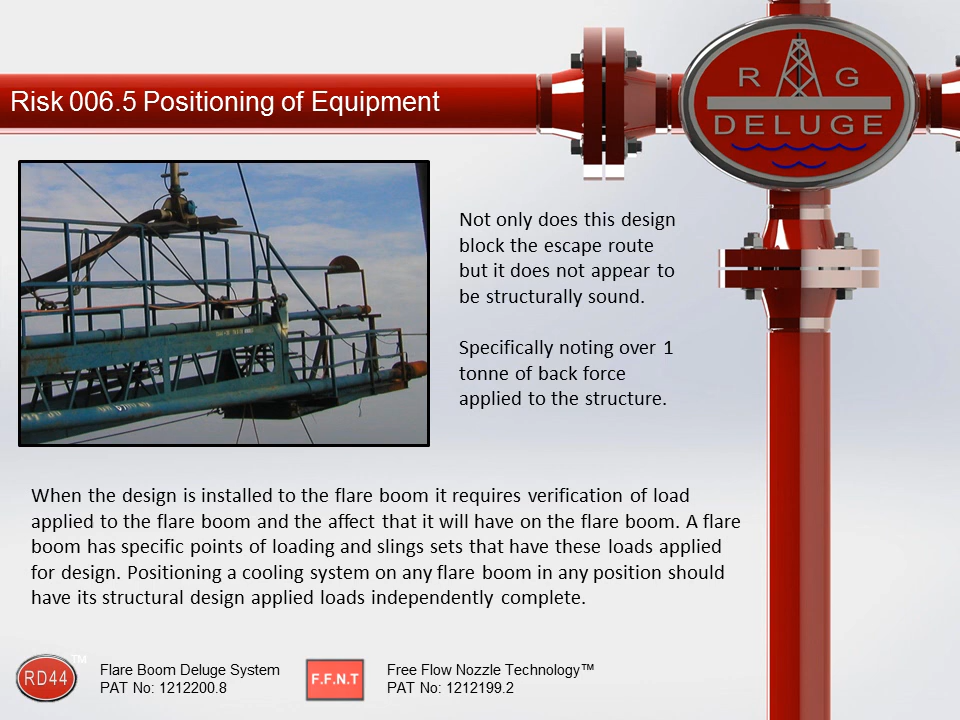 Risk 006.5 Positioning of Equipment
R G
DELUGE
Not only does this design
block the escape route
but it does not appear to
be structurally sound.
Specifically noting over 1
tonne of back force
applied to the structure.
When the design is installed to the flare boom it requires verification of load
applied to the flare boom and the affect that it will have on the flare boom. A flare
boom has specific points of loading and slings sets that have these loads applied
for design. Positioning a cooling system on any flare boom in any position should
have its structural design applied loads independently complete.
RD44 TM
Flare Boom Deluge System
PAT No: 1212200.8
F.F.N.T
Free Flow Nozzle Technology™
PAT No: 1212199.2